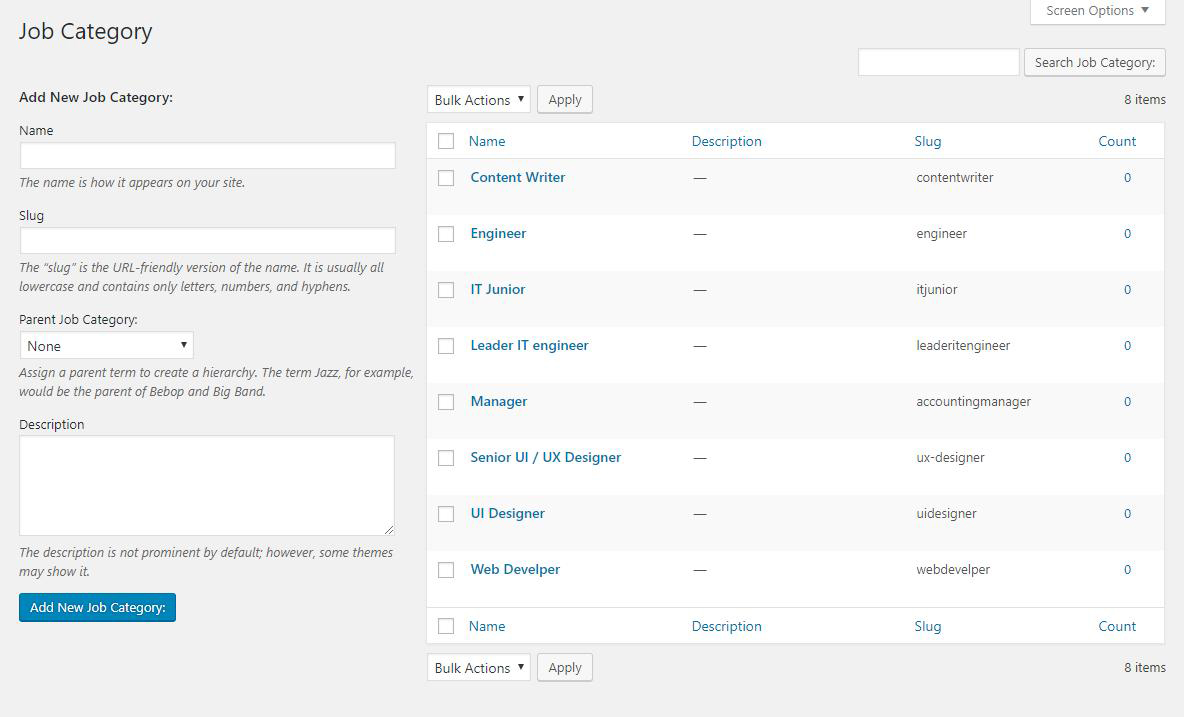 Screen Options ▼
Job Category
Search Job Category:
Add New Job Category:
Name
The name is how it appears on your site.
Slug
The “slug” is the URL-friendly version of the name. It is usually all
lowercase and contains only letters, numbers, and hyphens.
Parent Job Category:
None
Assign a parent term to create a hierarchy. The term Jazz, for example,
would be the parent of Bebop and Big Band.
Description
The description is not prominent by default; however, some themes
may show it.
Add New Job Category:
Bulk Actions Apply 8 items
Name Description Slug Count
Content Writer — contentwriter 0
Engineer — engineer 0
IT Junior — itjunior 0
Leader IT engineer — leaderitengineer 0
Manager — accountingmanager 0
Senior UI / UX Designer — ux-designer 0
UI Designer — uidesigner 0
Web Develper — webdevelper 0
Name Description Slug Count
Bulk Actions Apply 8 items